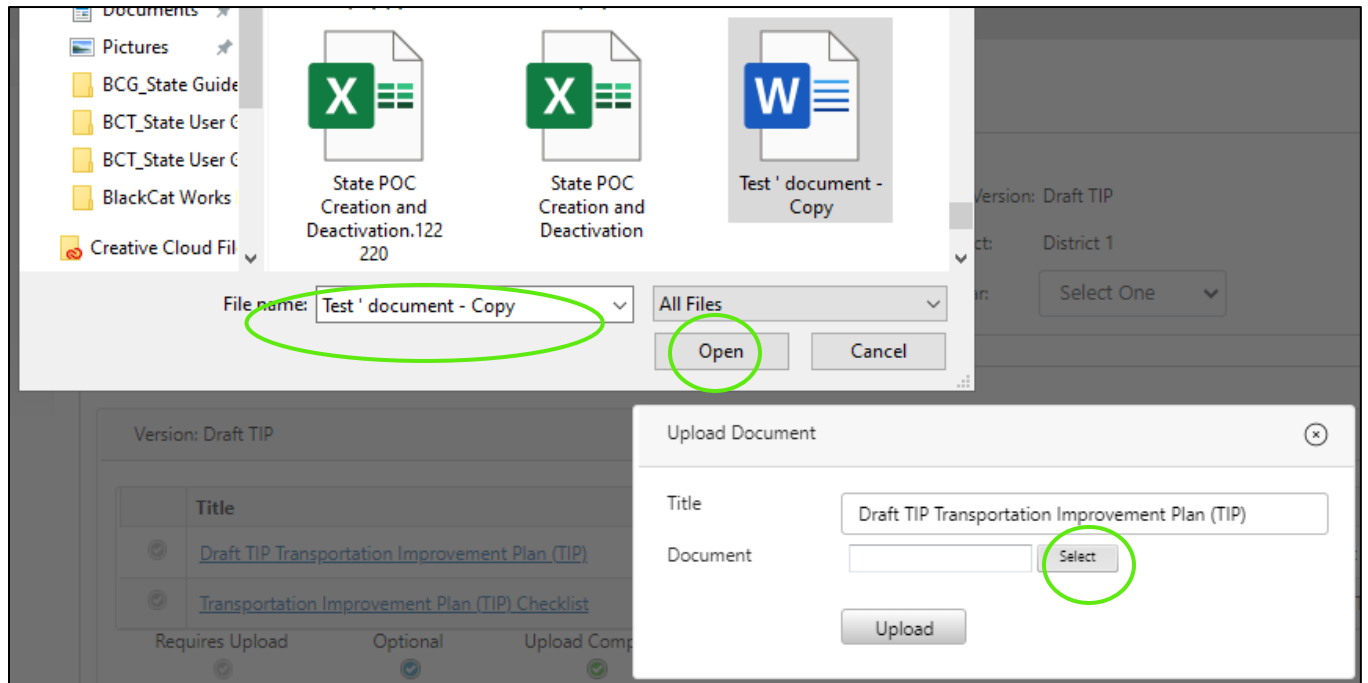 Documents
Pictures
BCG_State Guide
BCT_State User G
BCT_State User G
BlackCat Works
Creative Cloud Fil
State POC
Creation and
Deactivation.122
220
State POC
Creation and
Deactivation
Test ' document -
Copy
File name: Test ' document - Copy
All Files
Open
Cancel
Version: Draft TIP
District 1
Select One
Version: Draft TIP
Title
Draft TIP Transportation Improvement Plan (TIP)
Transportation Improvement Plan (TIP) Checklist
Requires Upload
Optional
Upload Comp
Upload Document
Title
Draft TIP Transportation Improvement Plan (TIP)
Document
Select
Upload